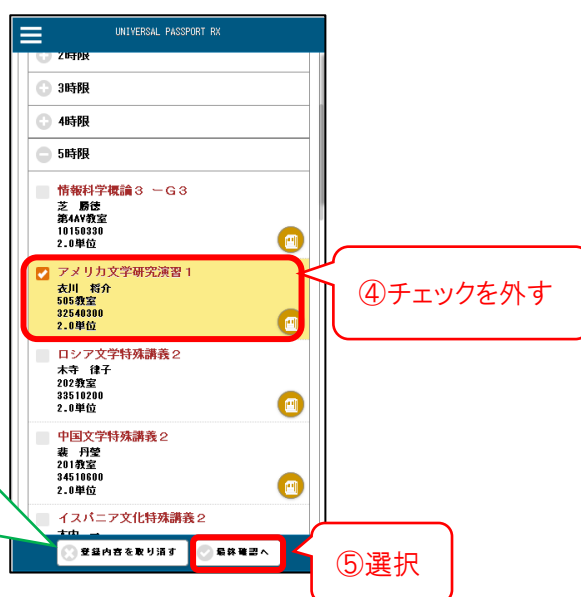 UNIVERSAL PASSPORT RX
2時限
3時限
4時限
5時限
情報科学概論3 －G3
芝 勝徳
第4AV教室
10150330
2.0単位
アメリカ文学研究演習1
衣川 将介
505教室
32540300
2.0単位
④チェックを外す
ロシア文学特殊講義2
木寺 律子
202教室
33510200
2.0単位
中国文学特殊講義2
裴 丹瑩
201教室
34510600
2.0単位
イスパニア文化特殊講義2
登録内容を取り消す
最終確認へ
⑤選択